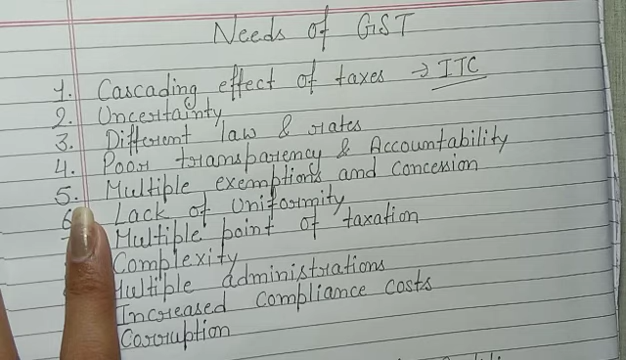 Needs of GST
1. Cascading effect of taxes → ITC
2. Uncertainty
3. Different law & rates
4. Poor transparency & Accountability
5. Multiple exemptions and Concession
6 Lack of Uniformity
Multiple point of taxation
Complexity
Multiple administrations
Increased compliance costs
Corruption